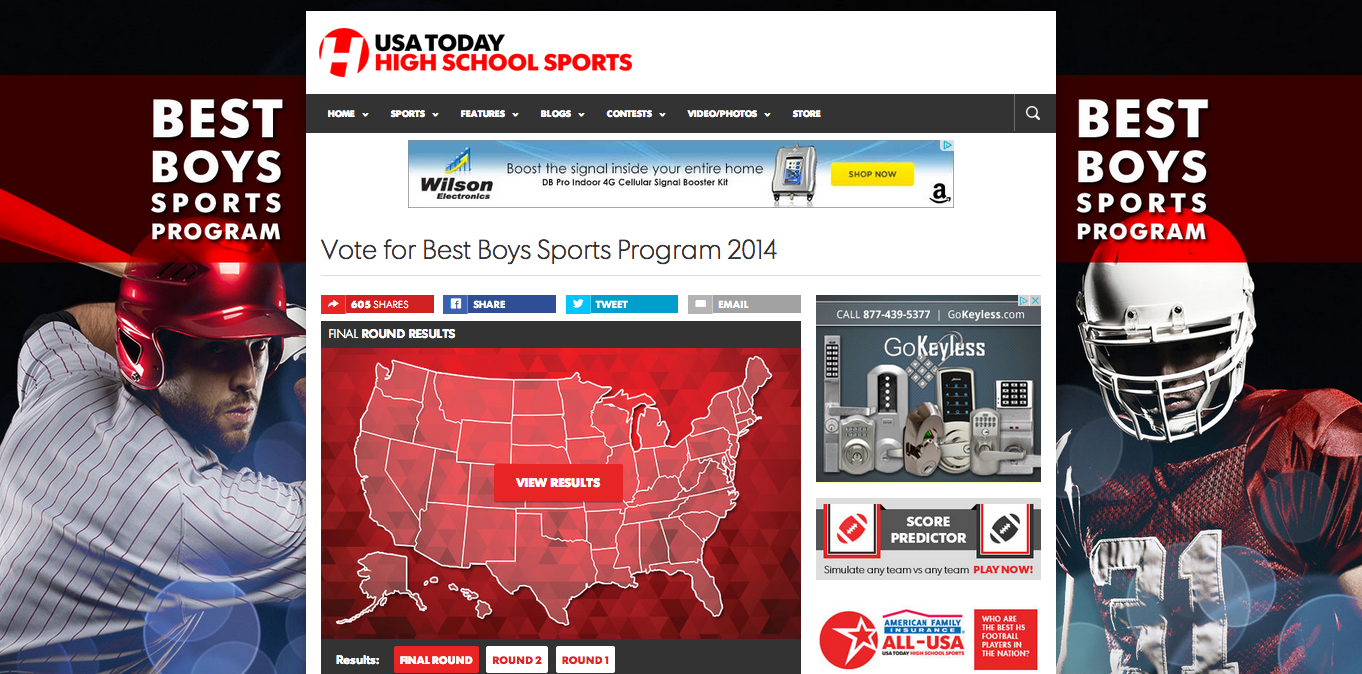 BEST
BOYS
SPORTS
PROGRAM
H
USA TODAY
HIGH SCHOOL SPORTS
HOME
SPORTS
FEATURES
BLOGS
CONTESTS
VIDEO/PHOTOS
STORE
Wilson
Electronics
Boost the signal inside your entire home
DB Pro Indoor 4G Cellular Signal Booster Kit
SHOP NOW
a
Vote for Best Boys Sports Program 2014
605 SHARES
SHARE
TWEET
EMAIL
FINAL ROUND RESULTS
VIEW RESULTS
Results:
FINAL ROUND
ROUND 2
ROUND 1
CALL 877-439-5377 | GoKeyless.com
GoKeyless
SCORE
PREDICTOR
Simulate any team vs any team PLAY NOW!
AMERICAN FAMILY
INSURANCE
ALL-USA
USA TODAY HIGH SCHOOL SPORTS
WHO ARE
THE BEST HS
FOOTBALL
PLAYERS IN
THE NATION?
BEST
BOYS
SPORTS
PROGRAM
21